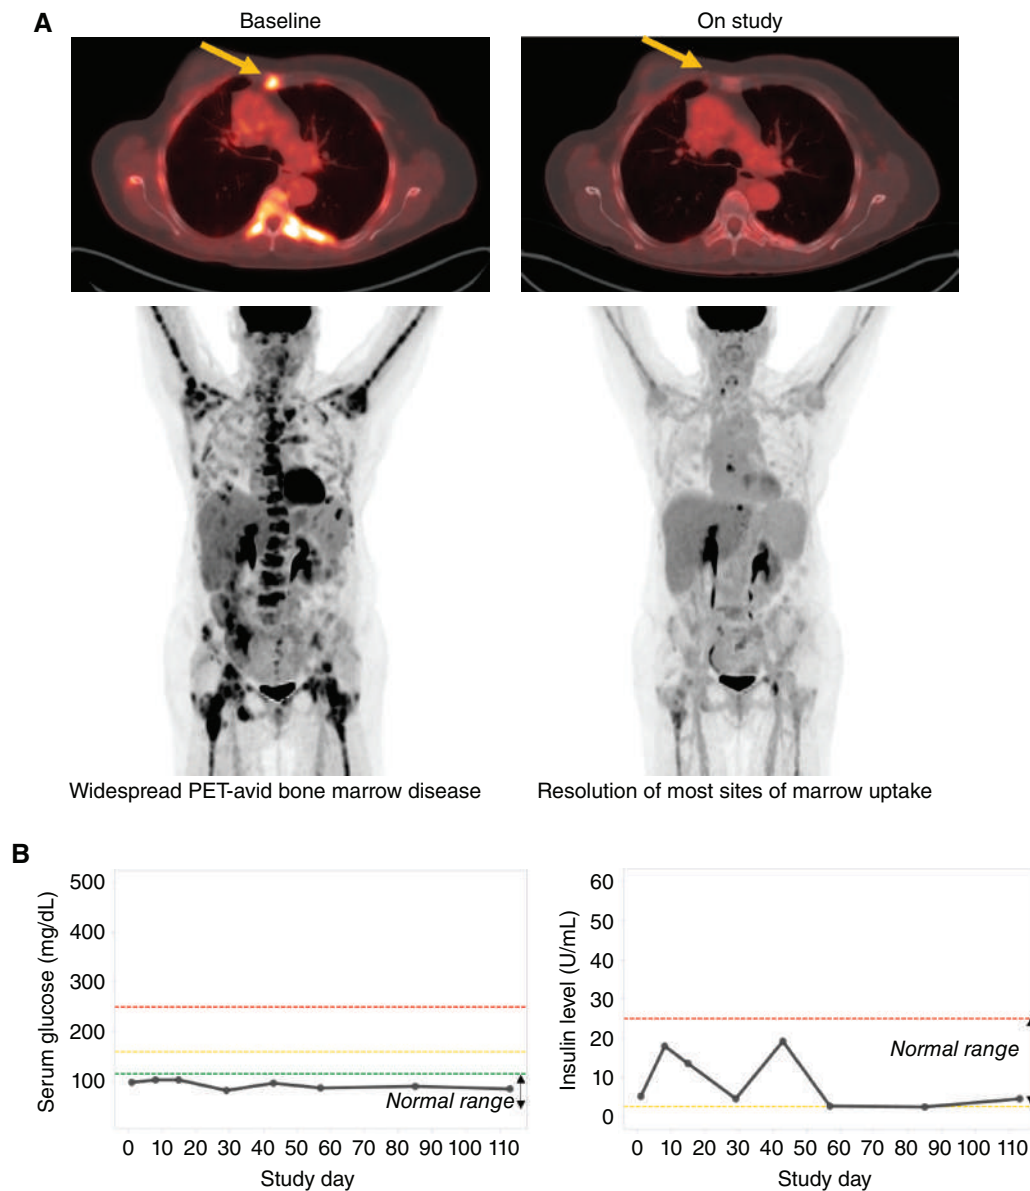 A
Baseline
On study
Widespread PET-avid bone marrow disease
Resolution of most sites of marrow uptake
B
Serum glucose (mg/dL)
500
400
300
200
100
Normal range
0 10 20 30 40 50 60 70 80 90 100 110
Study day
Insulin level (U/mL)
60
50
40
30
20
10
0
Normal range
0 10 20 30 40 50 60 70 80 90 100 110
Study day